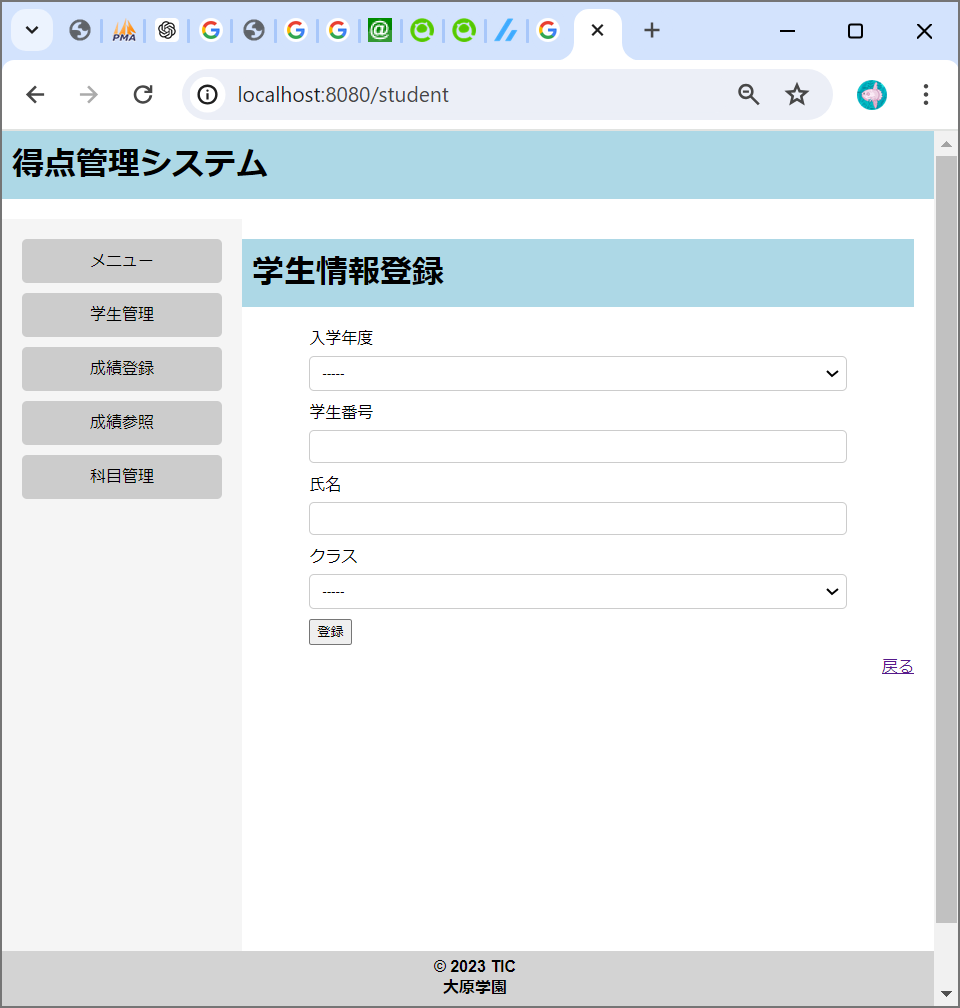 PMA
localhost:8080/student
得点管理システム
メニュー
学生管理
成績登録
成績参照
科目管理
学生情報登録
入学年度
-----
学生番号
氏名
クラス
-----
登録
戻る
© 2023 TIC
大原学園